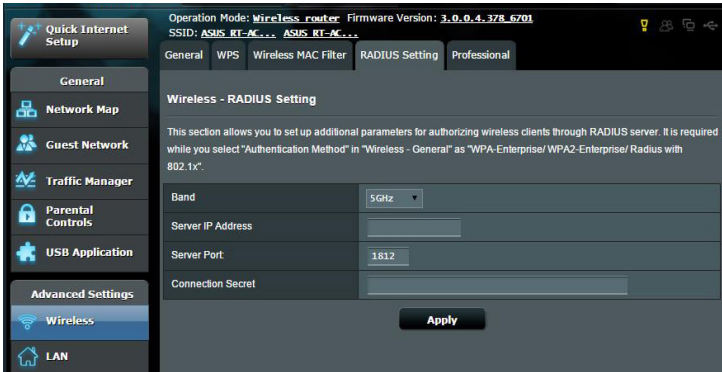 Quick Internet
Setup
Operation Mode: Wireless router Firmware Version: 3.0.0.4.378_6701
SSID: ASUS RT-AC... ASUS RT-AC...
General WPS Wireless MAC Filter RADIUS Setting Professional
General
Network Map
Guest Network
Traffic Manager
Parental
Controls
USB Application
Advanced Settings
Wireless
LAN
Wireless - RADIUS Setting
This section allows you to set up additional parameters for authorizing wireless clients through RADIUS server. It is required
while you select "Authentication Method" in "Wireless - General" as "WPA-Enterprise/ WPA2-Enterprise/ Radius with
802.1x".
Band 5GHz
Server IP Address
Server Port 1812
Connection Secret
Apply